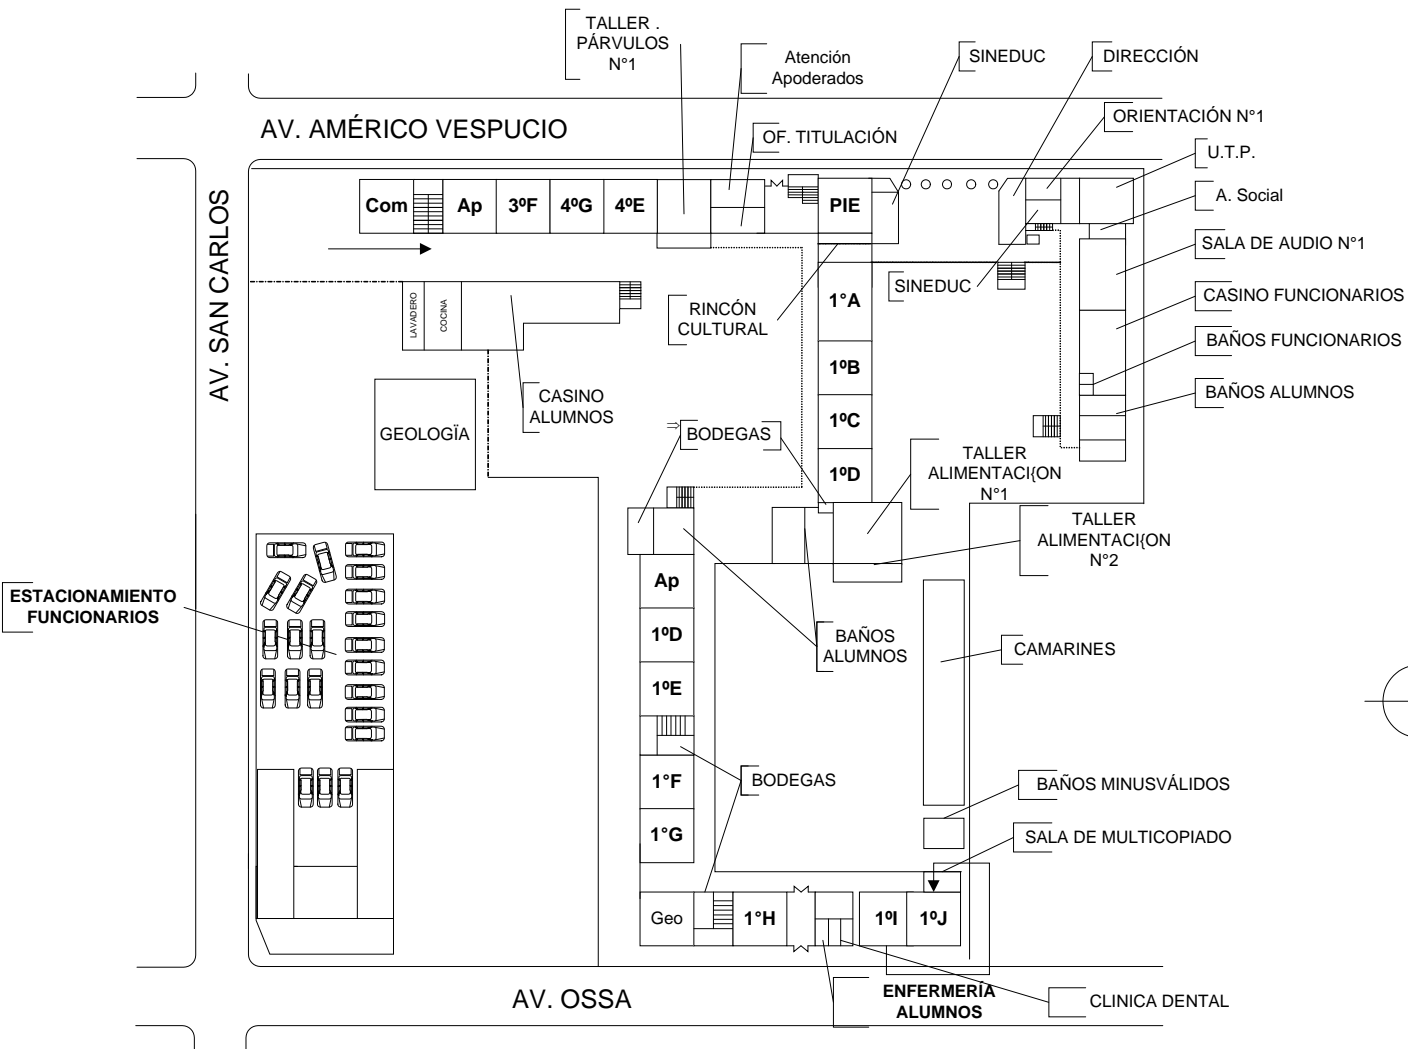 TALLER .
PÁRVULOS
N°1
Atención
Apoderados
SINEDUC
DIRECCIÓN
AV. AMÉRICO VESPUCIO
OF. TITULACIÓN
ORIENTACIÓN N°1
U.T.P.
A. Social
SALA DE AUDIO N°1
CASINO FUNCIONARIOS
BAÑOS FUNCIONARIOS
BAÑOS ALUMNOS
Com
Ap
3ºF
4ºG
4ºE
PIE
AV. SAN CARLOS
LAVADERO
COCINA
RINCÓN
CULTURAL
SINEDUC
1°A
1ºB
1ºC
1ºD
CASINO
ALUMNOS
GEOLOGÏA
BODEGAS
TALLER
ALIMENTACI{ON
N°1
TALLER
ALIMENTACI{ON
N°2
ESTACIONAMIENTO
FUNCIONARIOS
Ap
1ºD
1ºE
1°F
1°G
BAÑOS
ALUMNOS
CAMARINES
BODEGAS
BAÑOS MINUSVÁLIDOS
SALA DE MULTICOPIADO
Geo
1°H
1ºI
1ºJ
AV. OSSA
ENFERMERÍA
ALUMNOS
CLINICA DENTAL